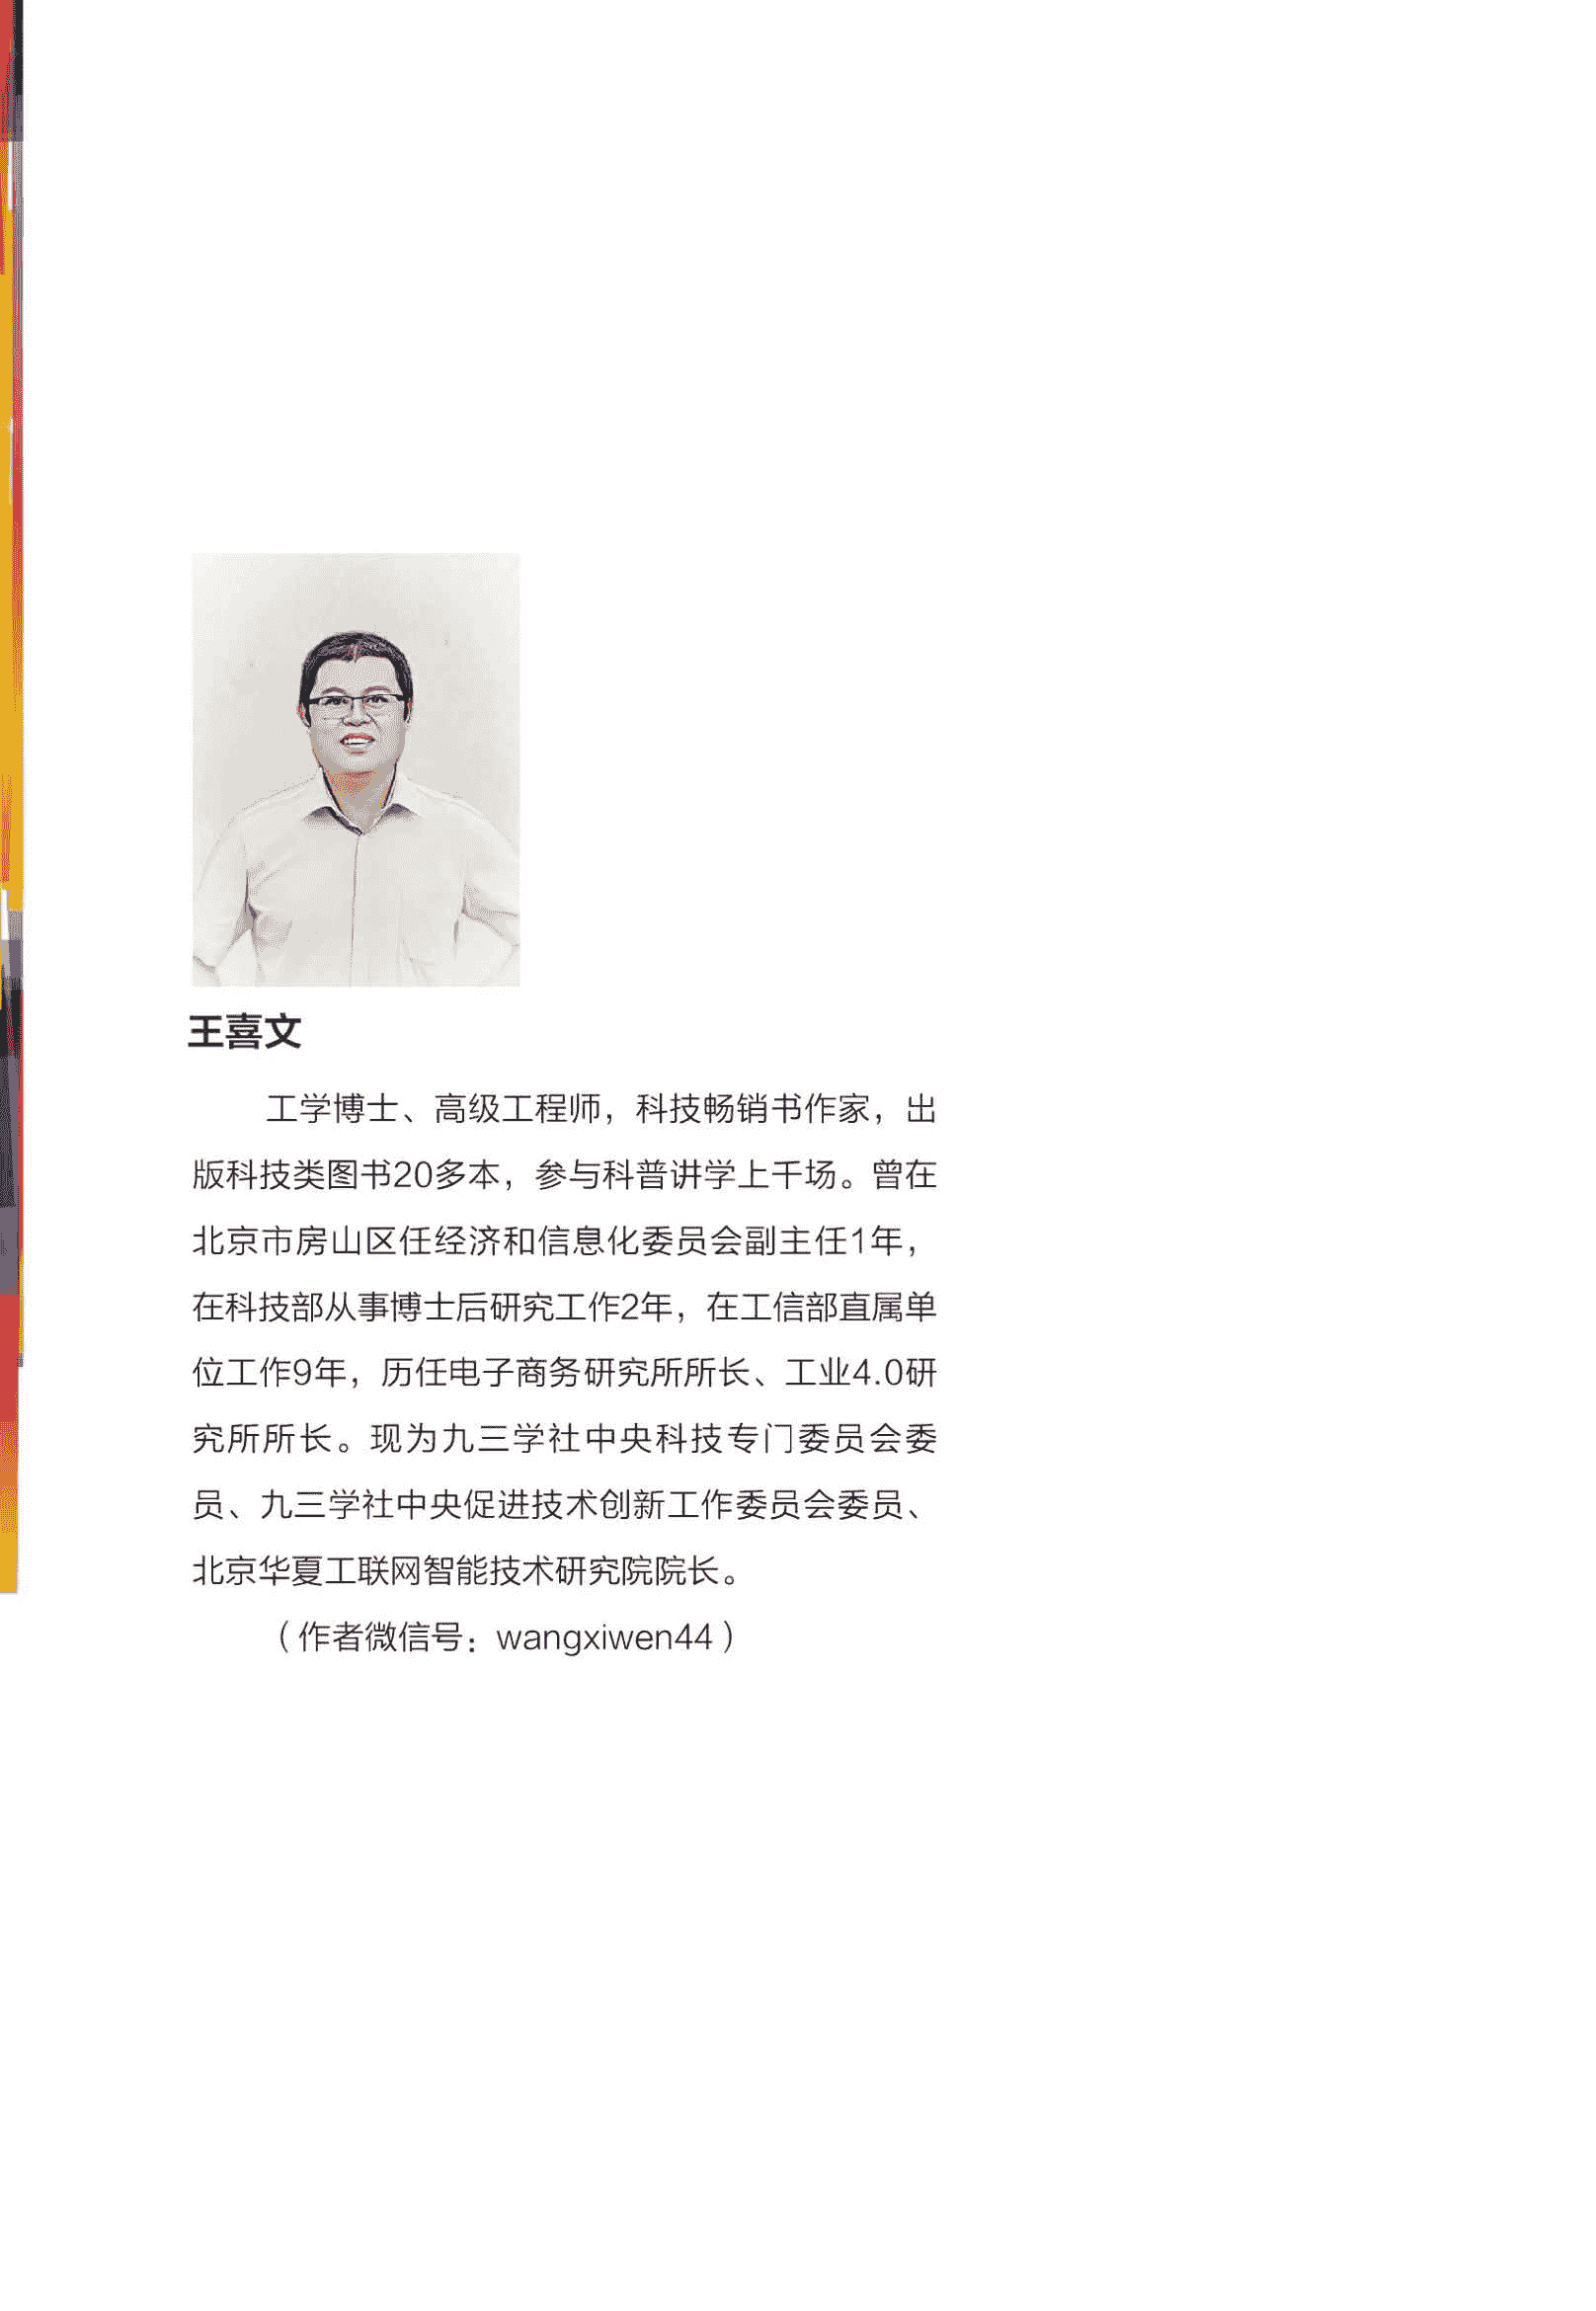 王喜文
工学博士、高级工程师，科技畅销书作家，出
版科技类图书20多本，参与科普讲学上千场。曾在
北京市房山区任经济和信息化委员会副主任1年，
在科技部从事博士后研究工作2年，在工信部直属单
位工作9年，历任电子商务研究所所长、工业4.0研
究所所长。现为九三学社中央科技专门委员会委
员、九三学社中央促进技术创新工作委员会委员、
北京华夏工联网智能技术研究院院长。
（作者微信号：wangxiwen44）